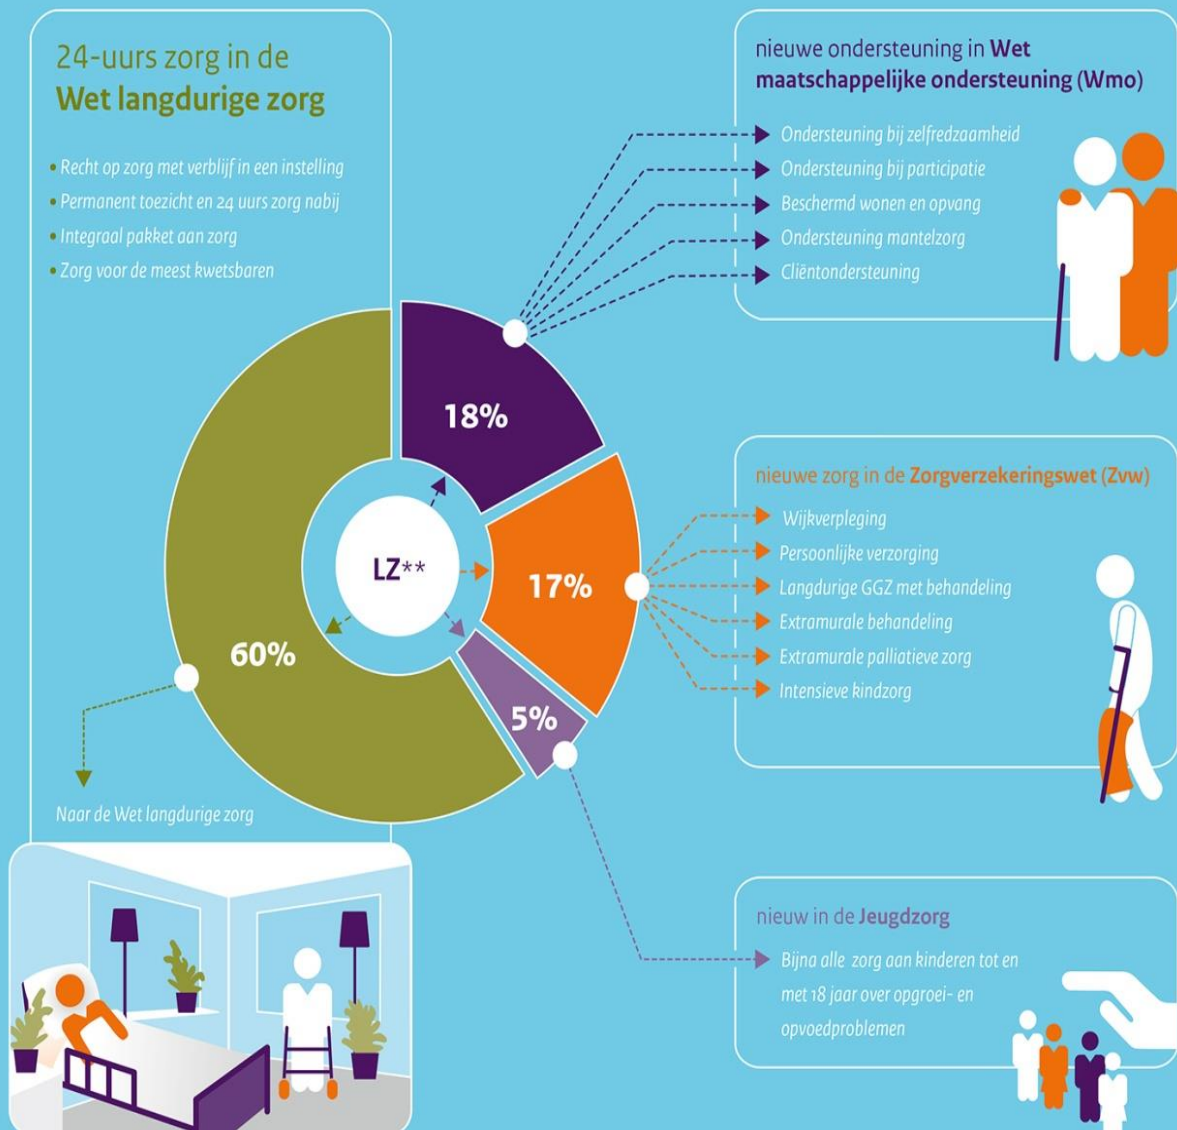 24-uurs zorg in de
Wet langdurige zorg
• Recht op zorg met verblijf in een instelling
• Permanent toezicht en 24 uurs zorg nabij
• Integraal pakket aan zorg
• Zorg voor de meest kwetsbaren
nieuwe ondersteuning in Wet
maatschappelijke ondersteuning (Wmo)
Ondersteuning bij zelfredzaamheid
Ondersteuning bij participatie
Beschermd wonen en opvang
Ondersteuning mantelzorg
Cliëntondersteuning
18%
LZ**
17%
60%
5%
nieuwe zorg in de Zorgverzekeringswet (Zvw)
Wijkverpleging
Persoonlijke verzorging
Langdurige GGZ met behandeling
Extramurale behandeling
Extramurale palliatieve zorg
Intensieve kindzorg
Naar de Wet langdurige zorg
nieuw in de Jeugdzorg
Bijna alle zorg aan kinderen tot en
met 18 jaar over opgroei- en
opvoedproblemen